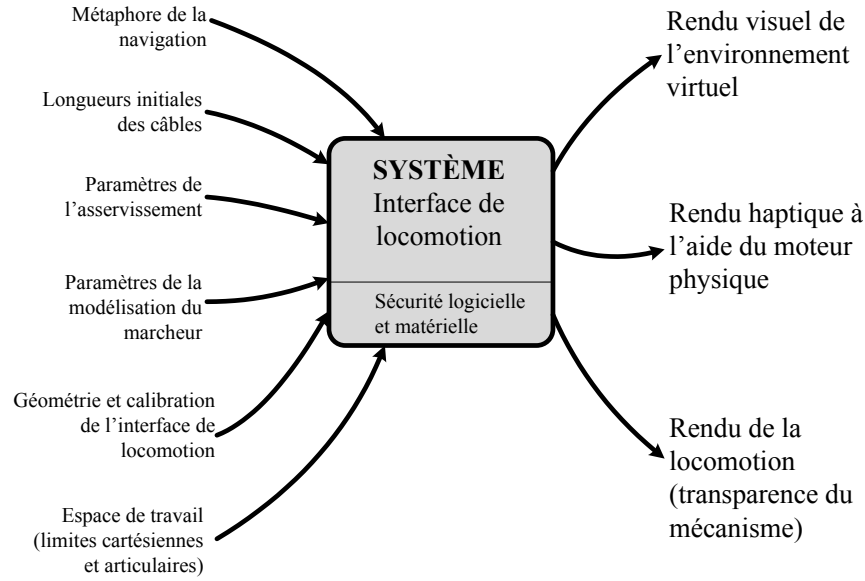 Métaphore de la
navigation
Longueurs initiales
des câbles
Paramètres de
l’asservissement
Paramètres de la
modélisation du
marcheur
Géométrie et calibration
de l’interface de
locomotion
Espace de travail
(limites cartésiennes
et articulaires)
SYSTÈME
Interface de
locomotion
Sécurité logicielle
et matérielle
Rendu visuel de
l’environnement
virtuel
Rendu haptique à
l’aide du moteur
physique
Rendu de la
locomotion
(transparence du
mécanisme)